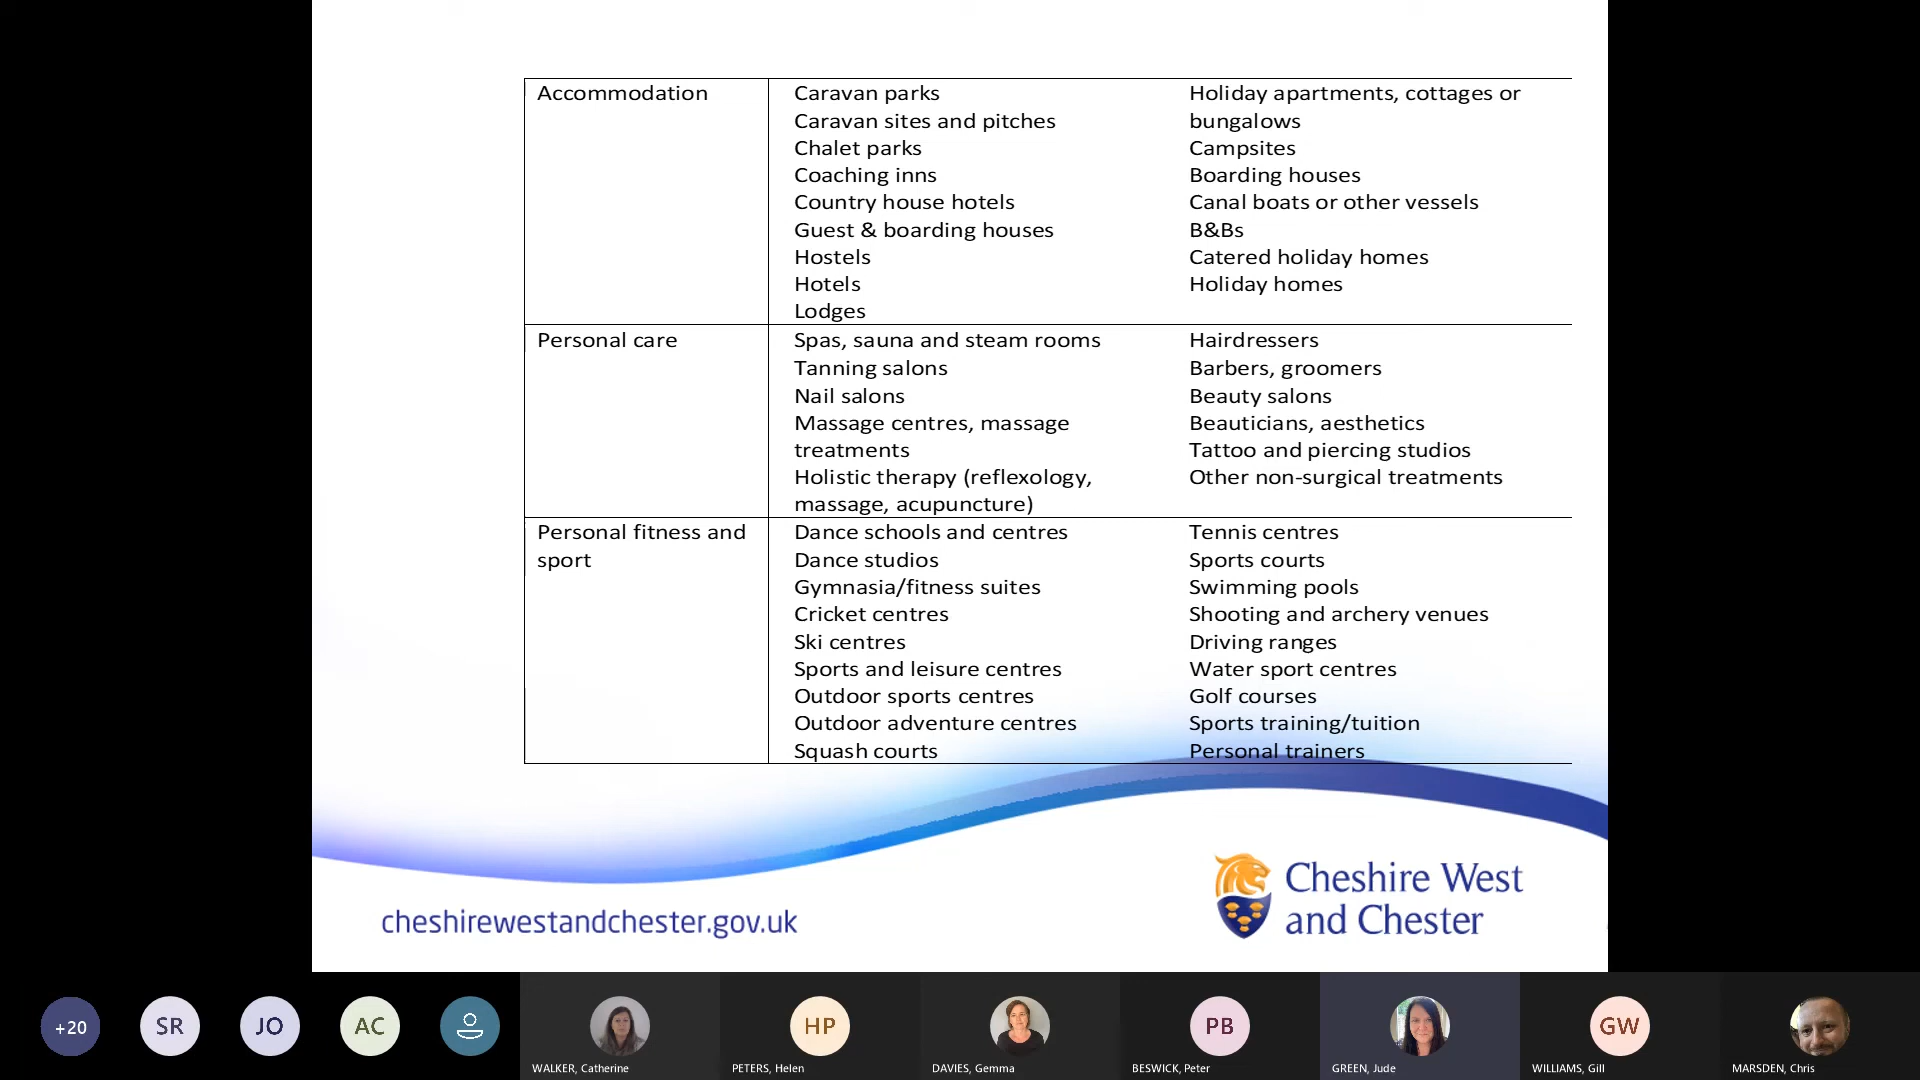 Accommodation
Caravan parks
Caravan sites and pitches
Chalet parks
Coaching inns
Country house hotels
Guest & boarding houses
Hostels
Hotels
Lodges
Holiday apartments, cottages or
bungalows
Campsites
Boarding houses
Canal boats or other vessels
B&Bs
Catered holiday homes
Holiday homes
Personal care
Spas, sauna and steam rooms
Tanning salons
Nail salons
Massage centres, massage
treatments
Holistic therapy (reflexology,
massage, acupuncture)
Hairdressers
Barbers, groomers
Beauty salons
Beauticians, aesthetics
Tattoo and piercing studios
Other non-surgical treatments
Personal fitness and
sport
Dance schools and centres
Dance studios
Gymnasia/fitness suites
Cricket centres
Ski centres
Sports and leisure centres
Outdoor sports centres
Outdoor adventure centres
Squash courts
Tennis centres
Sports courts
Swimming pools
Shooting and archery venues
Driving ranges
Water sport centres
Golf courses
Sports training/tuition
Personal trainers
cheshirewestandchester.gov.uk
Cheshire West
and Chester
+20
SR
JO
AC
WALKER, Catherine
HP
PETERS, Helen
DAVIES, Gemma
PB
BESWICK, Peter
GREEN, Jude
GW
WILLIAMS, Gill
MARSDEN, Chris